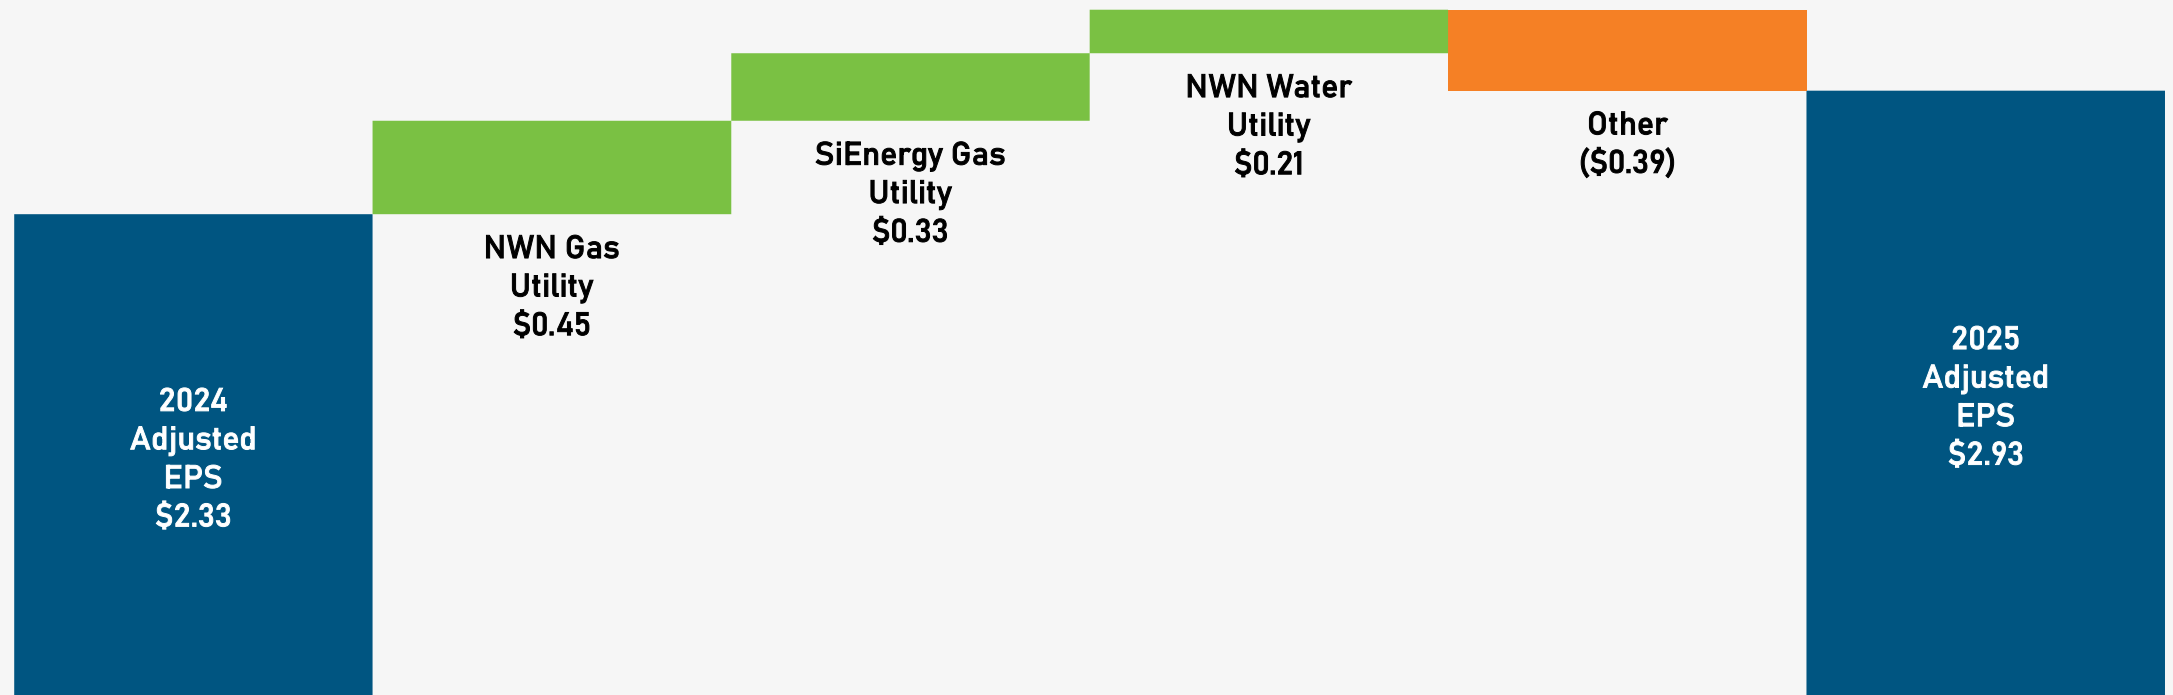 2024
Adjusted
EPS
$2.33
NWN Gas
Utility
$0.45
SiEnergy Gas
Utility
$0.33
NWN Water
Utility
$0.21
Other
($0.39)
2025
Adjusted
EPS
$2.93